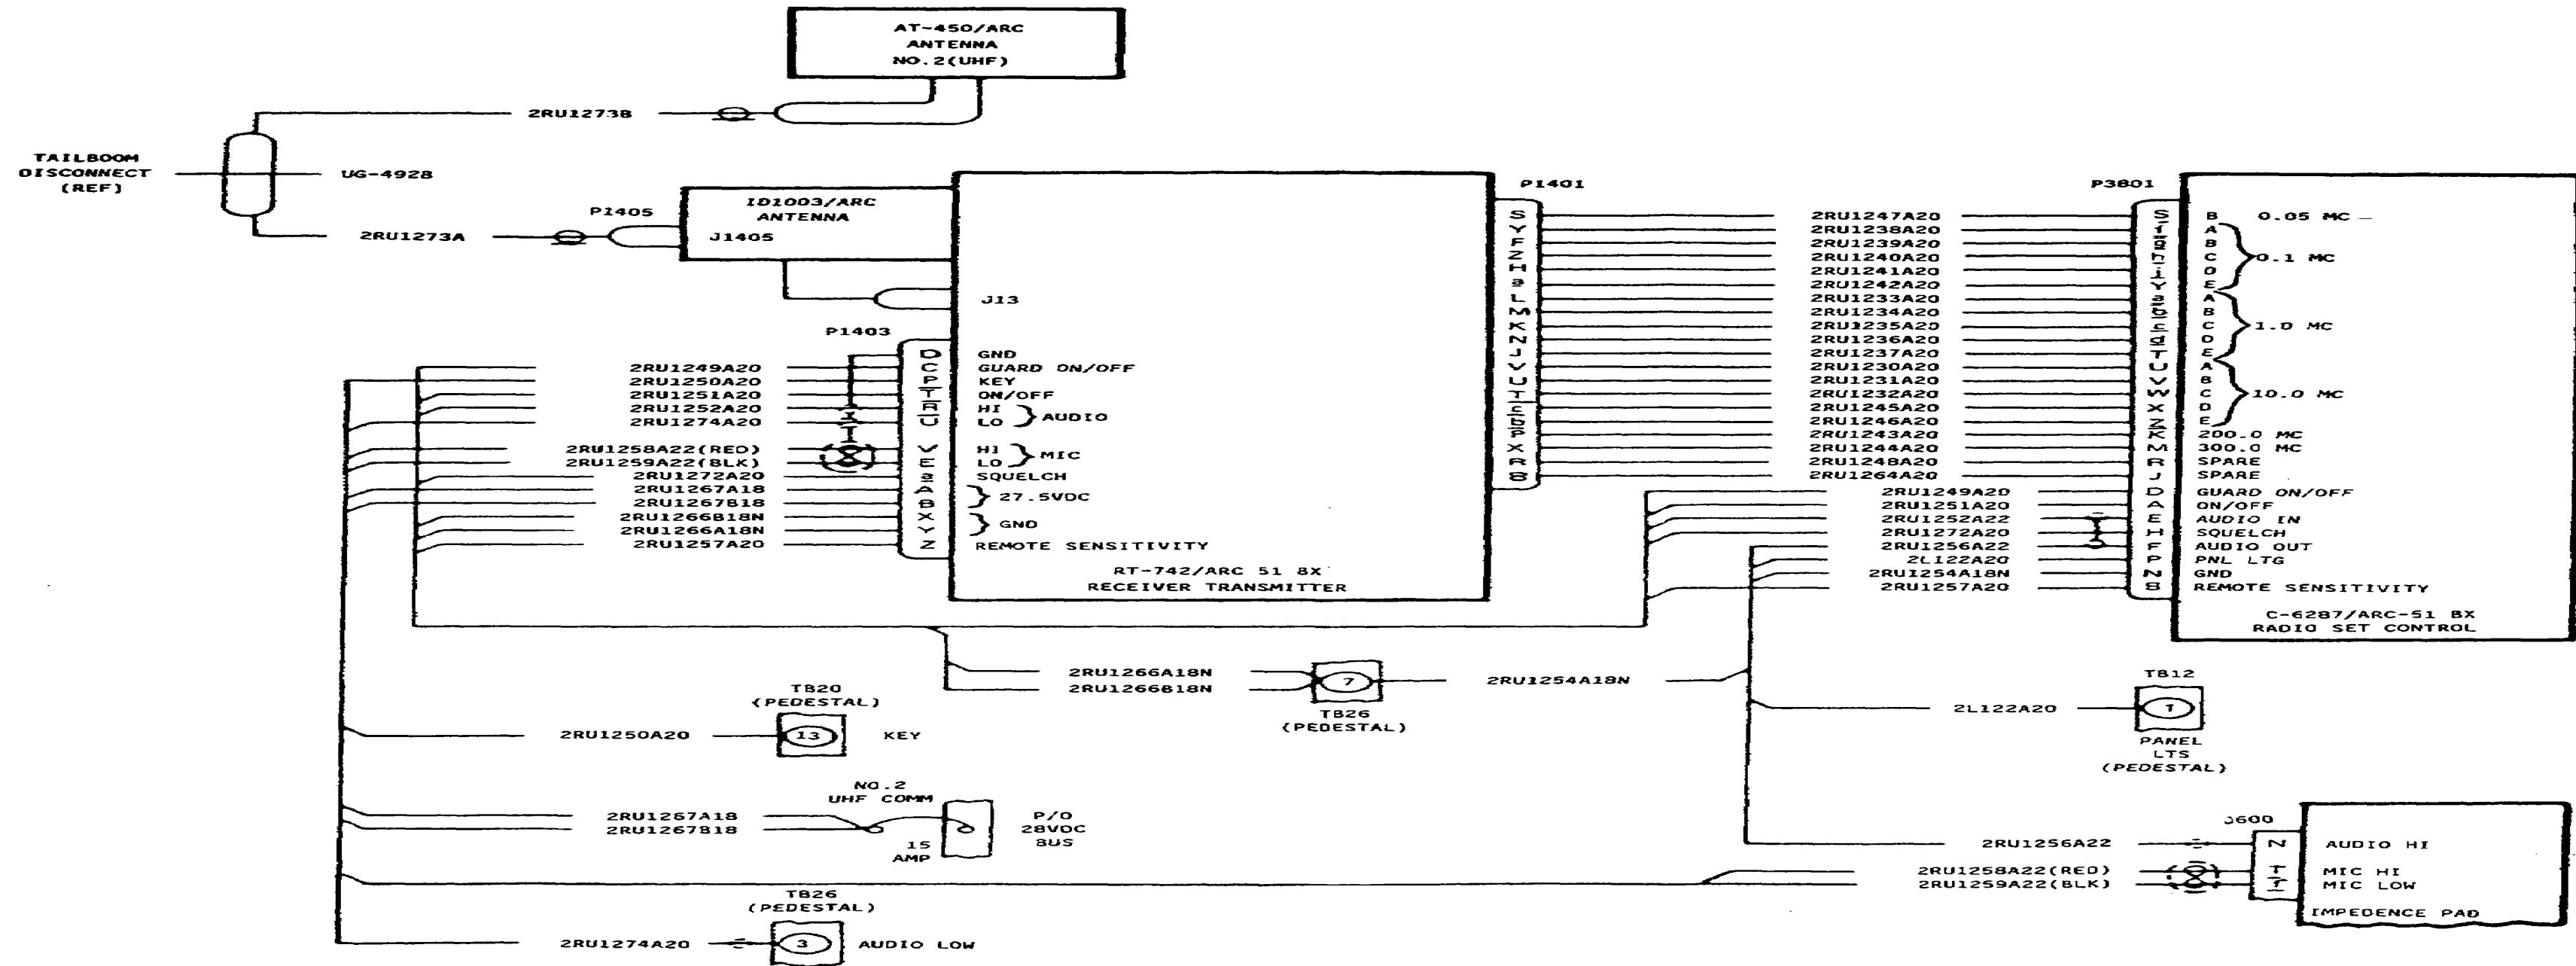 AT-450/ARC
ANTENNA
NO.2(UHF)
2RU1273B
TAILBOOM
DISCONNECT
(REF)
UG-4928
2RU1273A
P1405
ID1003/ARC
ANTENNA
J1405
J13
P1403
2RU1249A20
2RU1250A20
2RU1251A20
2RU1252A20
2RU1274A20
2RU1258A22(RED)
2RU1259A22(BLK)
2RU1272A20
2RU1267A18
2RU1267B18
2RU1266B18N
2RU1266A18N
2RU1257A20
D GND
C GUARD ON/OFF
P KEY
T ON/OFF
R HI
U LO
AUDIO
V HI
E LO
MIC
a SQUELCH
A
B
27.5VDC
X
Y
GND
Z REMOTE SENSITIVITY
RT-742/ARC 51 BX
RECEIVER TRANSMITTER
P1401
P3801
S 2RU1247A20 S B 0.05 MC
Y 2RU1238A20 f A
F 2RU1239A20 g B
Z 2RU1240A20 h C
H 2RU1241A20 i D
a 2RU1242A20 Y E
0.1 MC
L 2RU1233A20 a A
M 2RU1234A20 b B
K 2RU1235A20 c C
N 2RU1236A20 d D
J 2RU1237A20 T E
1.0 MC
V 2RU1230A20 U A
U 2RU1231A20 V B
T 2RU1232A20 W C
c 2RU1245A20 X D
b 2RU1246A20 Z E
10.0 MC
P 2RU1243A20 K 200.0 MC
X 2RU1244A20 M 300.0 MC
R 2RU1248A20 R SPARE
2RU1264A20 J SPARE
2RU1249A20 D GUARD ON/OFF
2RU1251A20 A ON/OFF
2RU1252A22 E AUDIO IN
2RU1272A20 H SQUELCH
2RU1256A22 F AUDIO OUT
2L122A20 P PNL LTG
2RU1254A18N N GND
2RU1257A20 REMOTE SENSITIVITY
C-6287/ARC-51 BX
RADIO SET CONTROL
2RU1266A18N
2RU1266B18N
7
TB26
(PEDESTAL)
2RU1254A18N
TB20
(PEDESTAL)
2RU1250A20
13
KEY
TB12
2L122A20
PANEL
LTS
(PEDESTAL)
NO.2
UHF COMM
2RU1267A18
2RU1267B18
15
AMP
P/O
28VDC
BUS
J600
2RU1256A22 N AUDIO HI
2RU1258A22(RED) T MIC HI
2RU1259A22(BLK) f MIC LOW
IMPEDENCE PAD
TB26
(PEDESTAL)
2RU1274A20
3
AUDIO LOW